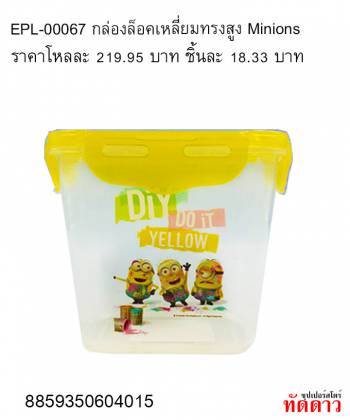 EPL-00067 กล่องล็อคเหลี่ยมทรงสูง Minions
ราคาโหลละ 219.95 บาท ชิ้นละ 18.33 บาท
DiY
DO iT
YELLOW
8859350604015
ซุปเปอร์สโตร์
ทัดดาว